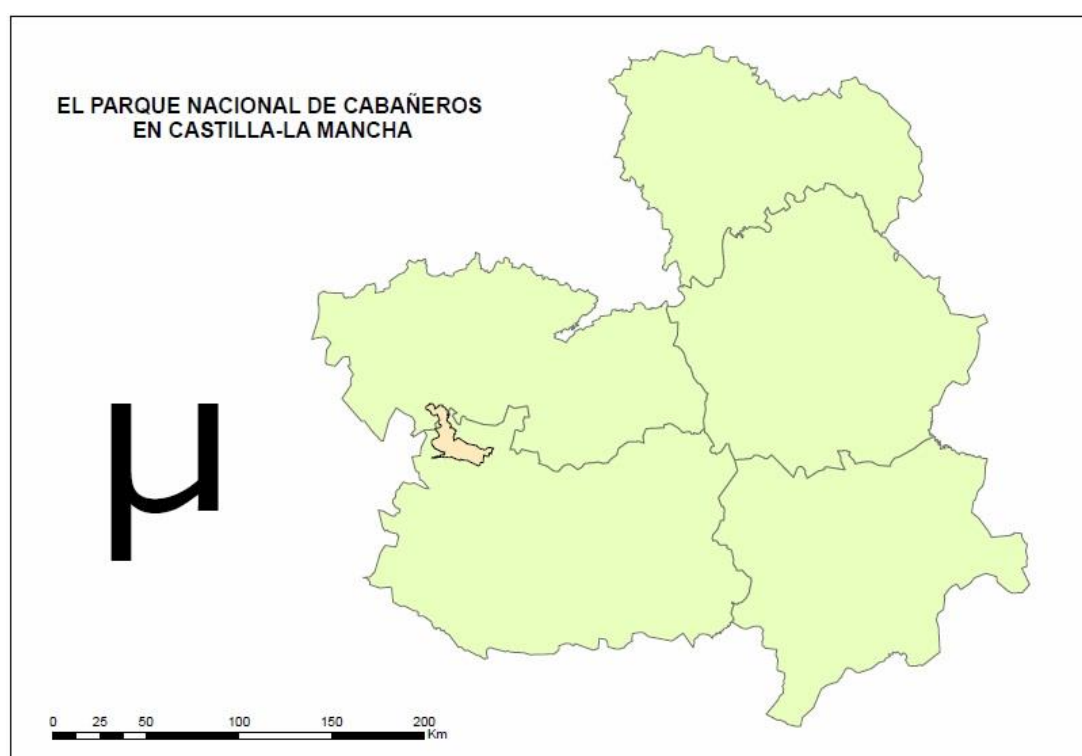 EL PARQUE NACIONAL DE CABAÑEROS
EN CASTILLA-LA MANCHA
µ
0 25 50 100 150 200
Km